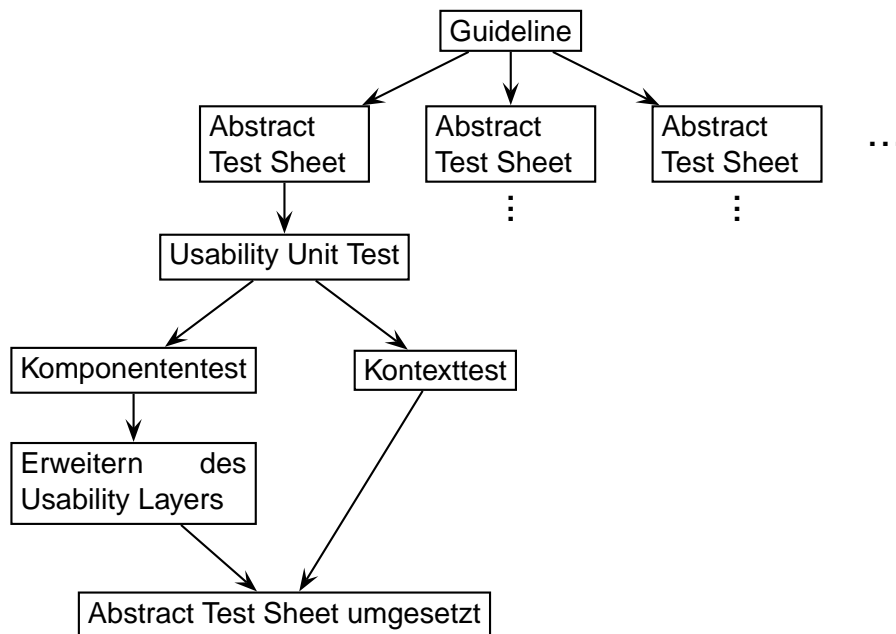 Guideline
Abstract
Test Sheet
Abstract
Test Sheet
Abstract
Test Sheet
...
⋮
⋮
Usability Unit Test
Komponententest
Kontexttest
Erweitern des
Usability Layers
Abstract Test Sheet umgesetzt